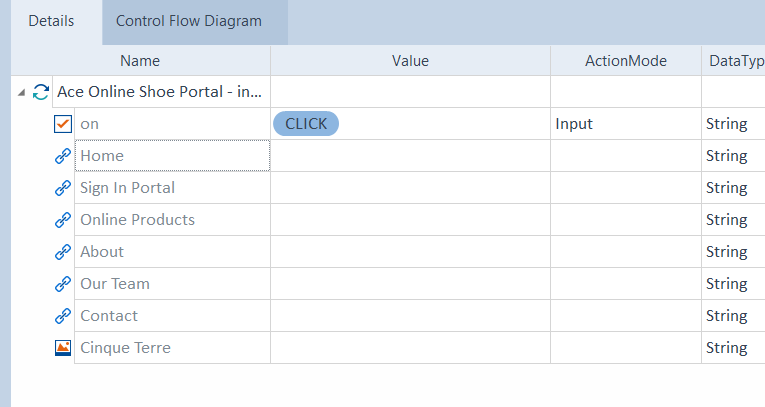 Details Control Flow Diagram
Name Value ActionMode DataTyp
Ace Online Shoe Portal - in...
on CLICK Input String
Home String
Sign In Portal String
Online Products String
About String
Our Team String
Contact String
Cinque Terre String